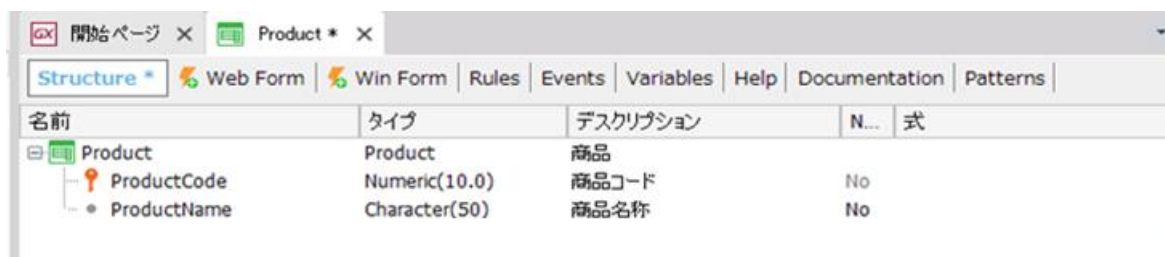 GX 開始ページ × Product * ×
Structure * Web Form Win Form Rules Events Variables Help Documentation Patterns
名前 タイプ デスクリプション N... 式
Product Product 商品
ProductCode Numeric(10.0) 商品コード No
ProductName Character(50) 商品名称 No